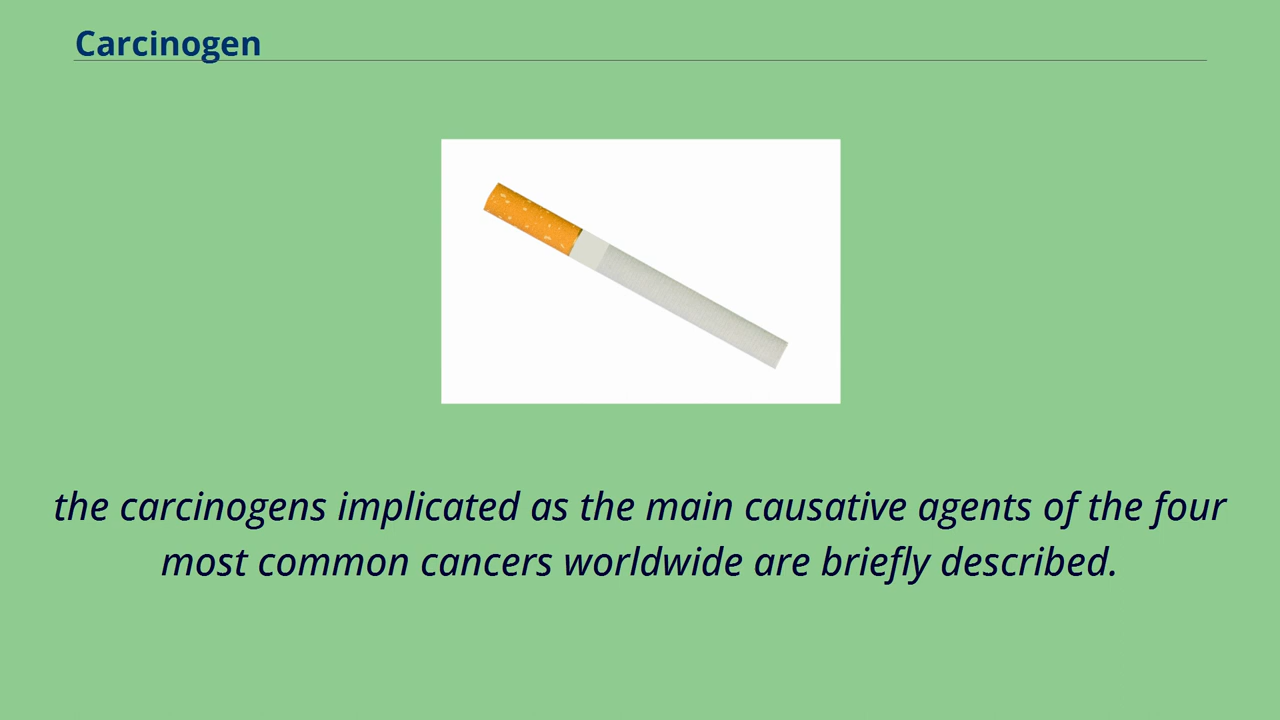 Carcinogen
the carcinogens implicated as the main causative agents of the four
most common cancers worldwide are briefly described.